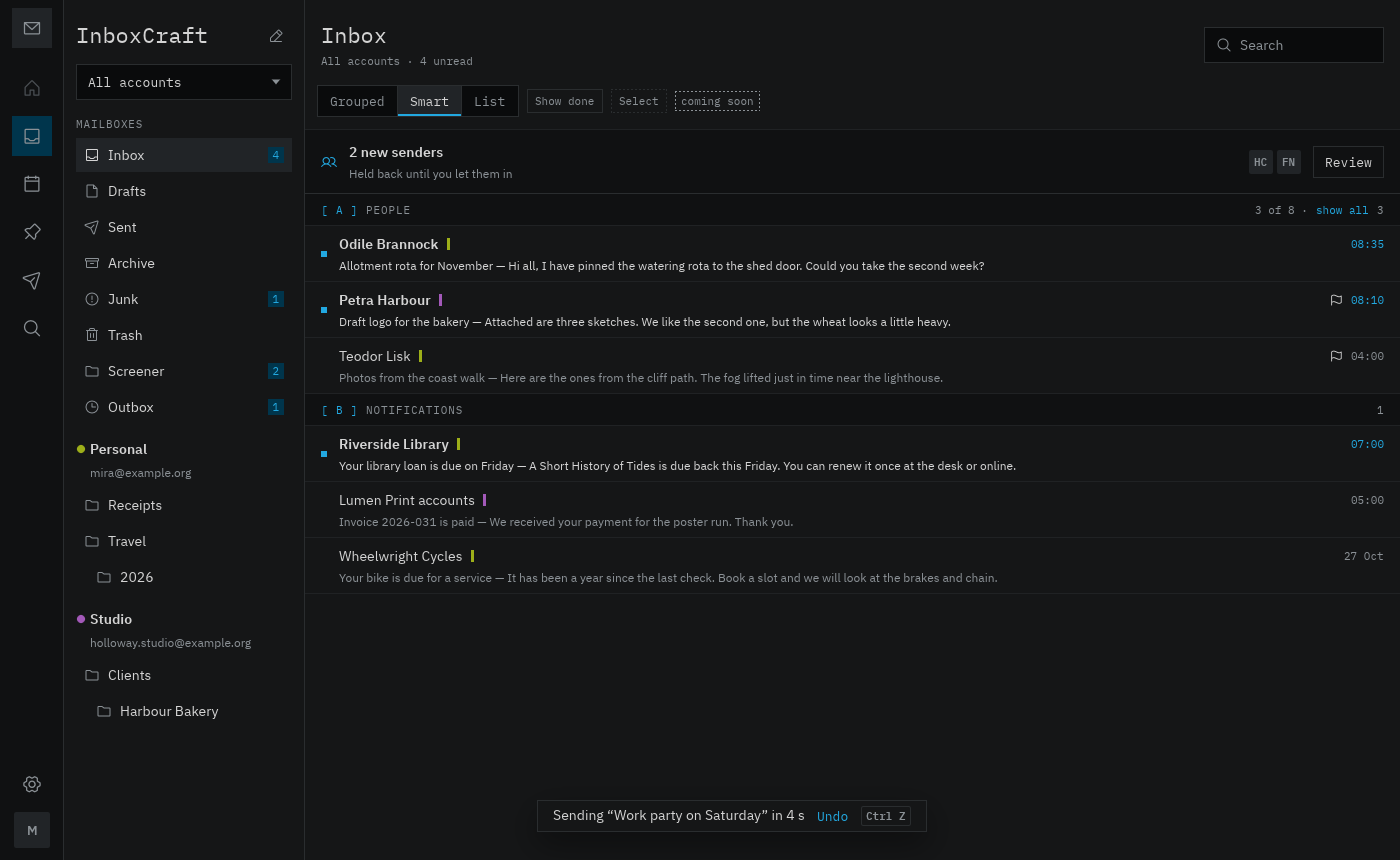 InboxCraft
All accounts
MAILBOXES
Inbox 4
Drafts
Sent
Archive
Junk 1
Trash
Screener 2
Outbox 1
Personal
mira@example.org
Receipts
Travel
2026
Studio
holloway.studio@example.org
Clients
Harbour Bakery
M
Inbox
All accounts · 4 unread
Search
Grouped Smart List Show done Select coming soon
2 new senders
Held back until you let them in
HC FN Review
[ A ] PEOPLE 3 of 8 · show all 3
Odile Brannock 08:35
Allotment rota for November — Hi all, I have pinned the watering rota to the shed door. Could you take the second week?
Petra Harbour 08:10
Draft logo for the bakery — Attached are three sketches. We like the second one, but the wheat looks a little heavy.
Teodor Lisk 04:00
Photos from the coast walk — Here are the ones from the cliff path. The fog lifted just in time near the lighthouse.
[ B ] NOTIFICATIONS 1
Riverside Library 07:00
Your library loan is due on Friday — A Short History of Tides is due back this Friday. You can renew it once at the desk or online.
Lumen Print accounts 05:00
Invoice 2026-031 is paid — We received your payment for the poster run. Thank you.
Wheelwright Cycles 27 Oct
Your bike is due for a service — It has been a year since the last check. Book a slot and we will look at the brakes and chain.
Sending “Work party on Saturday” in 4 s Undo Ctrl Z